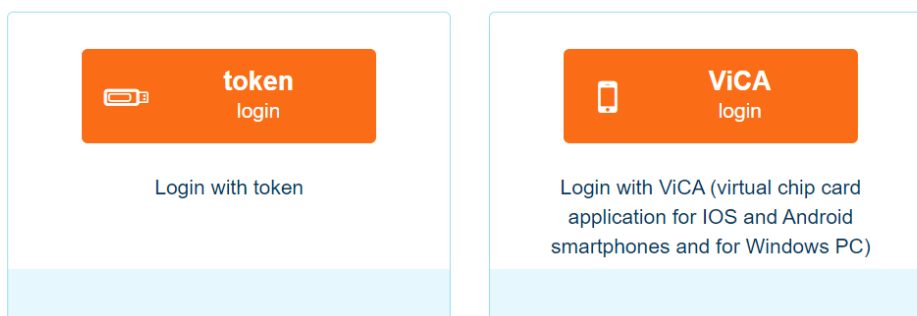 token
login
Login with token
ViCA
login
Login with ViCA (virtual chip card
application for IOS and Android
smartphones and for Windows PC)